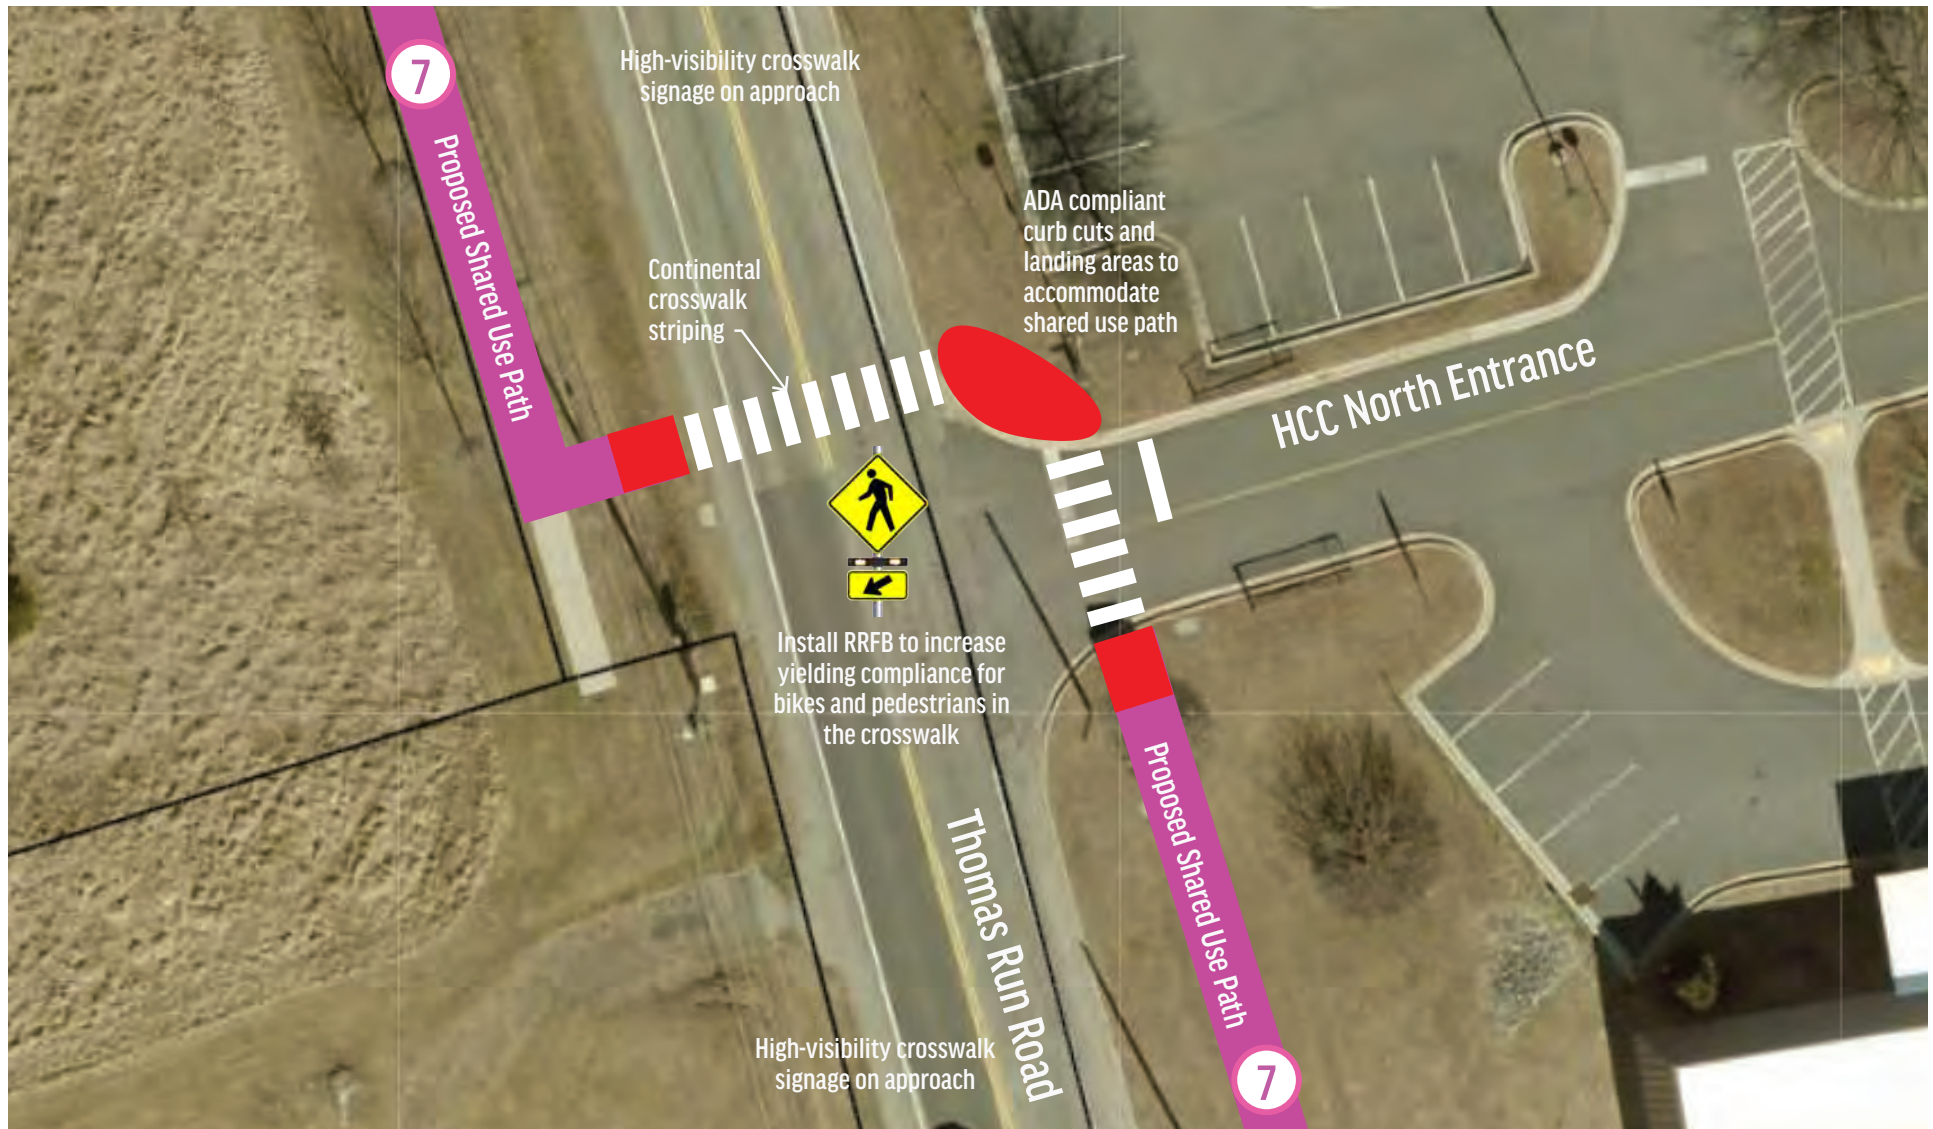 7
High-visibility crosswalk
signage on approach
Proposed Shared Use Path
ADA compliant
curb cuts and
landing areas to
accommodate
shared use path
Continental
crosswalk
striping
HCC North Entrance
Install RRFB to increase
yielding compliance for
bikes and pedestrians in
the crosswalk
Thomas Run Road
Proposed Shared Use Path
High-visibility crosswalk
signage on approach
7